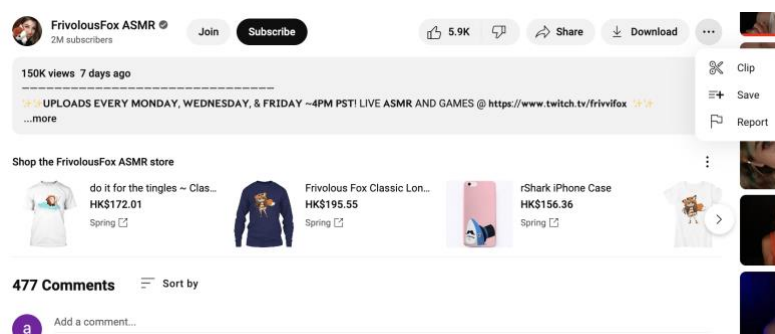 FrivolousFox ASMR
2M subscribers
Join
Subscribe
5.9K
Share
Download
Clip
Save
Report
150K views 7 days ago
––––––––––––––––––––––––––––––
✨✨UPLOADS EVERY MONDAY, WEDNESDAY, & FRIDAY ~4PM PST! LIVE ASMR AND GAMES @ https://www.twitch.tv/frivvifox ✨✨
...more
Shop the FrivolousFox ASMR store
do it for the tingles ~ Clas...
HK$172.01
Spring
Frivolous Fox Classic Lon...
HK$195.55
Spring
rShark iPhone Case
HK$156.36
Spring
477 Comments
Sort by
a
Add a comment...